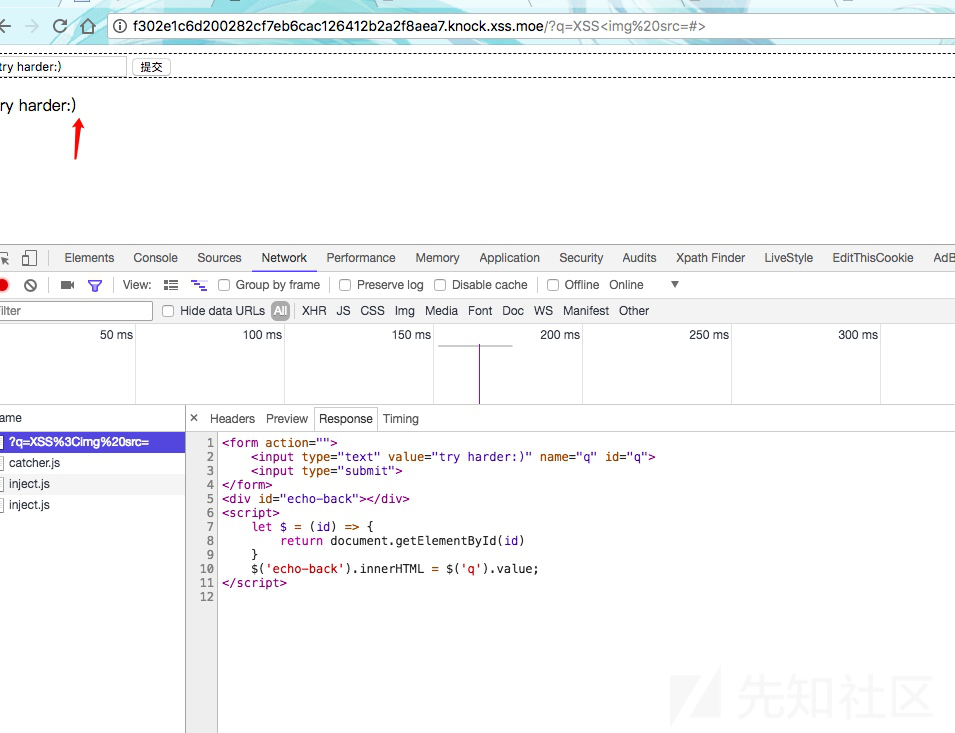 f302e1c6d200282cf7eb6cac126412b2a2f8aea7.knock.xss.moe/?q=XSS<img%20src=#>
try harder:) 提交
ry harder:)
Elements Console Sources Network Performance Memory Application Security Audits Xpath Finder LiveStyle EditThisCookie AdB
View: Group by frame Preserve log Disable cache Offline Online
ilter Hide data URLs All XHR JS CSS Img Media Font Doc WS Manifest Other
50 ms 100 ms 150 ms 200 ms 250 ms 300 ms
ame × Headers Preview Response Timing
?q=XSS%3Cimg%20src=
catcher.js
inject.js
inject.js
1 <form action="">
2 <input type="text" value="try harder:)" name="q" id="q">
3 <input type="submit">
4 </form>
5 <div id="echo-back"></div>
6 <script>
7 let $ = (id) => {
8 return document.getElementById(id)
9 }
10 $('echo-back').innerHTML = $('q').value;
11 </script>
12
先知社区